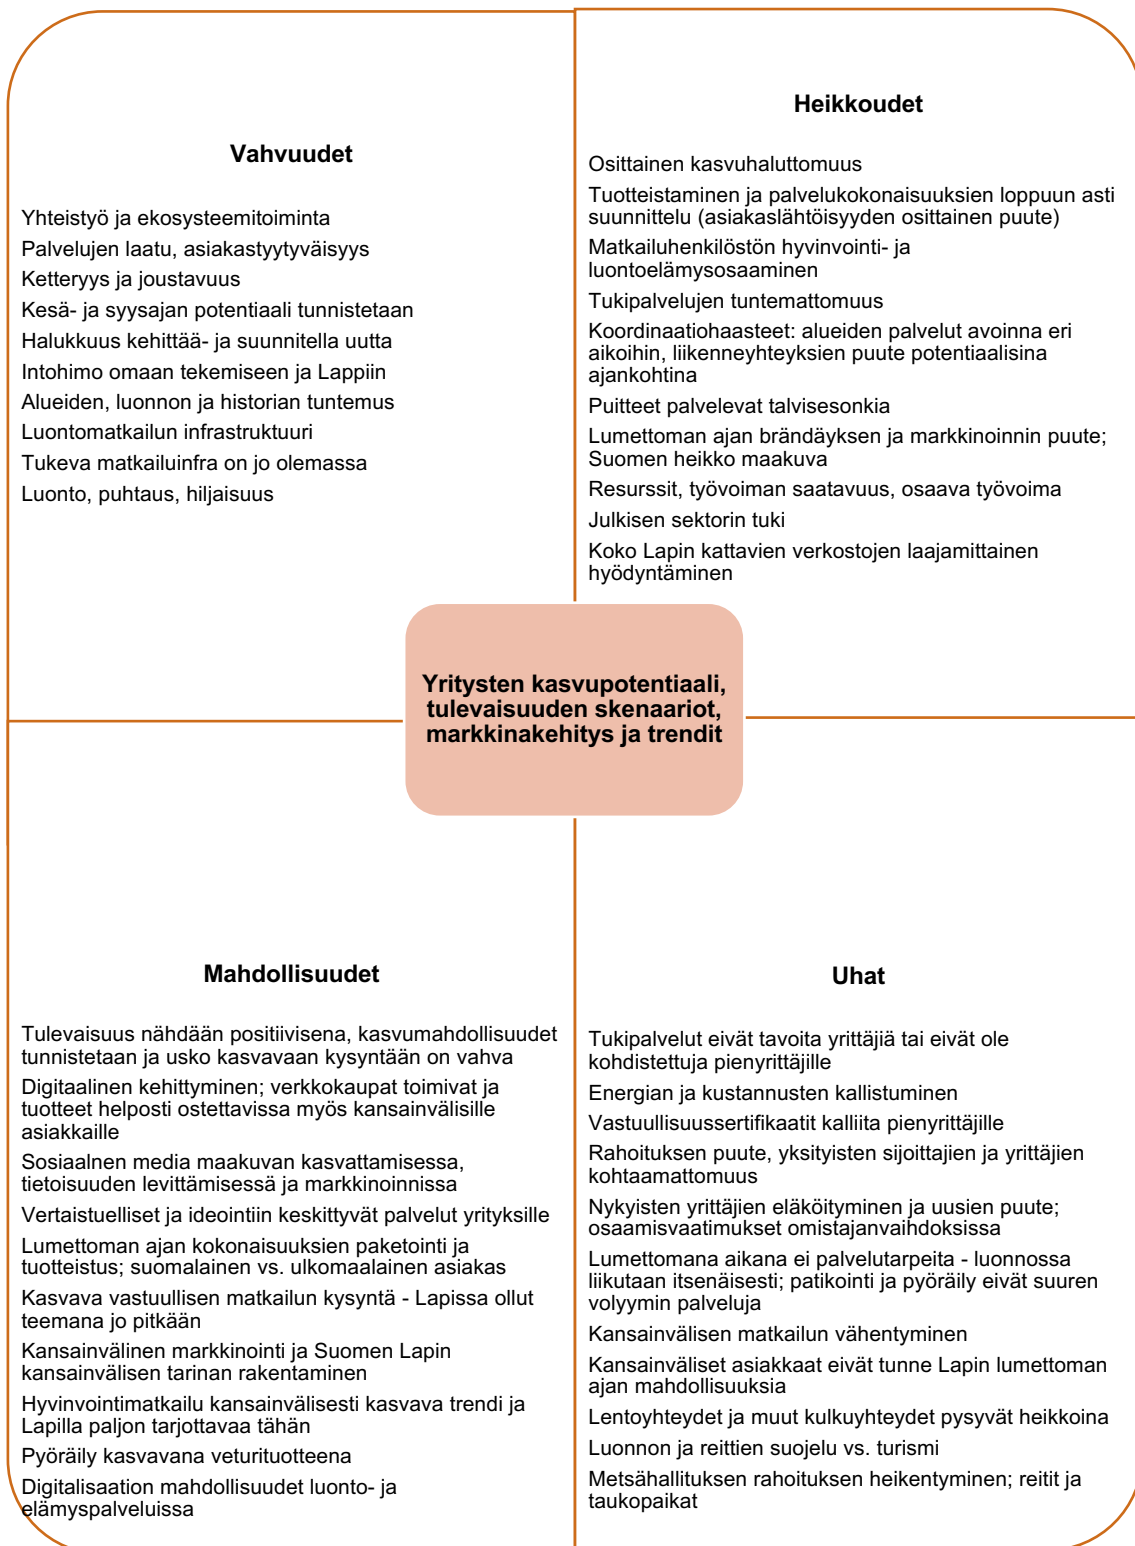 Vahvuudet
Yhteistyö ja ekosysteemitoiminta
Palvelujen laatu, asiakastyytyväisyys
Ketteryys ja joustavuus
Kesä- ja syysajan potentiaali tunnistetaan
Halukkuus kehittää- ja suunnitella uutta
Intohimo omaan tekemiseen ja Lappiin
Alueiden, luonnon ja historian tuntemus
Luontomatkailun infrastruktuuri
Tukeva matkailuinfra on jo olemassa
Luonto, puhtaus, hiljaisuus
Heikkoudet
Osittainen kasvuhaluttomuus
Tuotteistaminen ja palvelukokonaisuuksien loppuun asti
suunnittelu (asiakaslähtöisyyden osittainen puute)
Matkailuhenkilöstön hyvinvointi- ja
luontoelämysosaaminen
Tukipalvelujen tuntemattomuus
Koordinaatiohaasteet: alueiden palvelut avoinna eri
aikoihin, liikenneyhteyksien puute potentiaalisina
ajankohtina
Puitteet palvelevat talvisesonkia
Lumettoman ajan brändäyksen ja markkinoinnin puute;
Suomen heikko maakuva
Resurssit, työvoiman saatavuus, osaava työvoima
Julkisen sektorin tuki
Koko Lapin kattavien verkostojen laajamittainen
hyödyntäminen
Yritysten kasvupotentiaali,
tulevaisuuden skenaariot,
markkinakehitys ja trendit
Mahdollisuudet
Tulevaisuus nähdään positiivisena, kasvumahdollisuudet
tunnistetaan ja usko kasvavaan kysyntään on vahva
Digitaalinen kehittyminen; verkkokaupat toimivat ja
tuotteet helposti ostettavissa myös kansainvälisille
asiakkaille
Sosiaalnen media maakuvan kasvattamisessa,
tietoisuuden levittämisessä ja markkinoinnissa
Vertaistuelliset ja ideointiin keskittyvät palvelut yrityksille
Lumettoman ajan kokonaisuuksien paketointi ja
tuotteistus; suomalainen vs. ulkomaalainen asiakas
Kasvava vastuullisen matkailun kysyntä - Lapissa ollut
teemana jo pitkään
Kansainvälinen markkinointi ja Suomen Lapin
kansainvälisen tarinan rakentaminen
Hyvinvointimatkailu kansainvälisesti kasvava trendi ja
Lapilla paljon tarjottavaa tähän
Pyöräily kasvavana veturituotteena
Digitalisaation mahdollisuudet luonto- ja
elämyspalveluissa
Uhat
Tukipalvelut eivät tavoita yrittäjiä tai eivät ole
kohdistettuja pienyrittäjille
Energian ja kustannusten kallistuminen
Vastuullisuussertifikaatit kalliita pienyrittäjille
Rahoituksen puute, yksityisten sijoittajien ja yrittäjien
kohtaamattomuus
Nykyisten yrittäjien eläköityminen ja uusien puute;
osaamisvaatimukset omistajanvaihdoksissa
Lumettomana aikana ei palvelutarpeita - luonnossa
liikutaan itsenäisesti; patikointi ja pyöräily eivät suuren
volyymin palveluja
Kansainvälisen matkailun vähentyminen
Kansainväliset asiakkaat eivät tunne Lapin lumettoman
ajan mahdollisuuksia
Lentoyhteydet ja muut kulkuyhteydet pysyvät heikkoina
Luonnon ja reittien suojelu vs. turismi
Metsähallituksen rahoituksen heikentyminen; reitit ja
taukopaikat